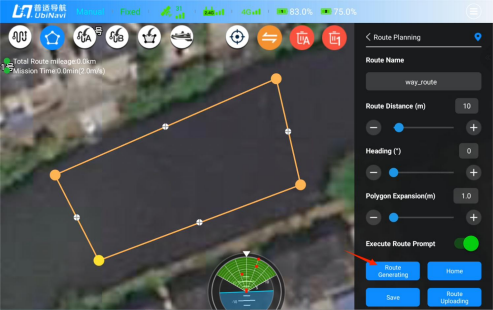 普适导航
UbiNavi
Manual
Point
4G
83.0%
75.0%
A
B
A
Total Route mileage:0.0km
Mission Time:0.0min(2.0m/s)
Route Planning
Route Name
way_route
Route Distance (m)
10
Heading (°)
0
Polygon Expansion(m)
1.0
Execute Route Prompt
Route
Generating
Home
Save
Route
Uploading